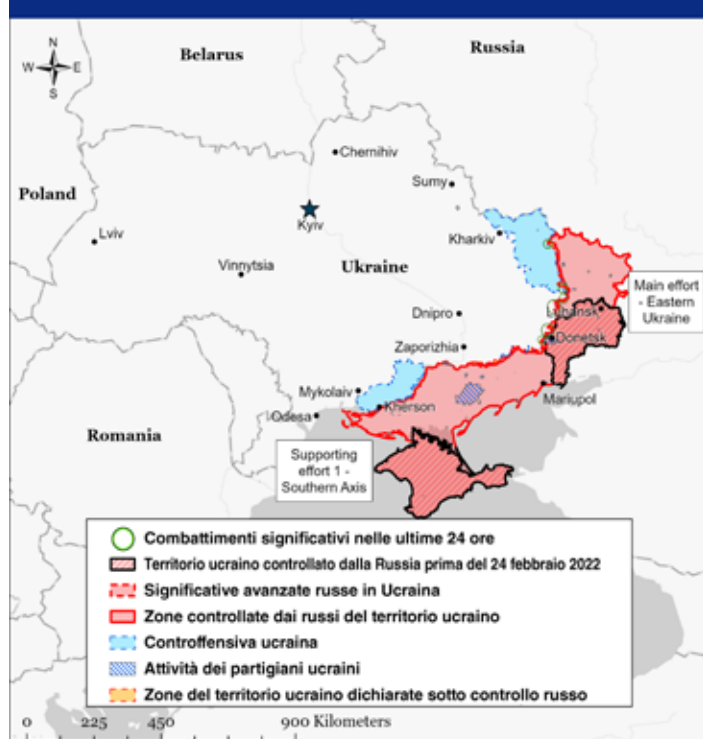 N
W E
S
Belarus
Russia
Chernihiv
Sumy
Poland
Lviv
Kyiv
Kharkiv
Vinnytsia
Ukraine
Main effort
- Eastern
Ukraine
Dnipro
Luhansk
Donetsk
Zaporizhia
Mykolaiv
Mariupol
Odesa
Kherson
Romania
Supporting
effort 1 -
Southern Axis
Combattimenti significativi nelle ultime 24 ore
Territorio ucraino controllato dalla Russia prima del 24 febbraio 2022
Significative avanzate russe in Ucraina
Zone controllate dai russi del territorio ucraino
Controffensiva ucraina
Attività dei partigiani ucraini
Zone del territorio ucraino dichiarate sotto controllo russo
0 225 450 900 Kilometers